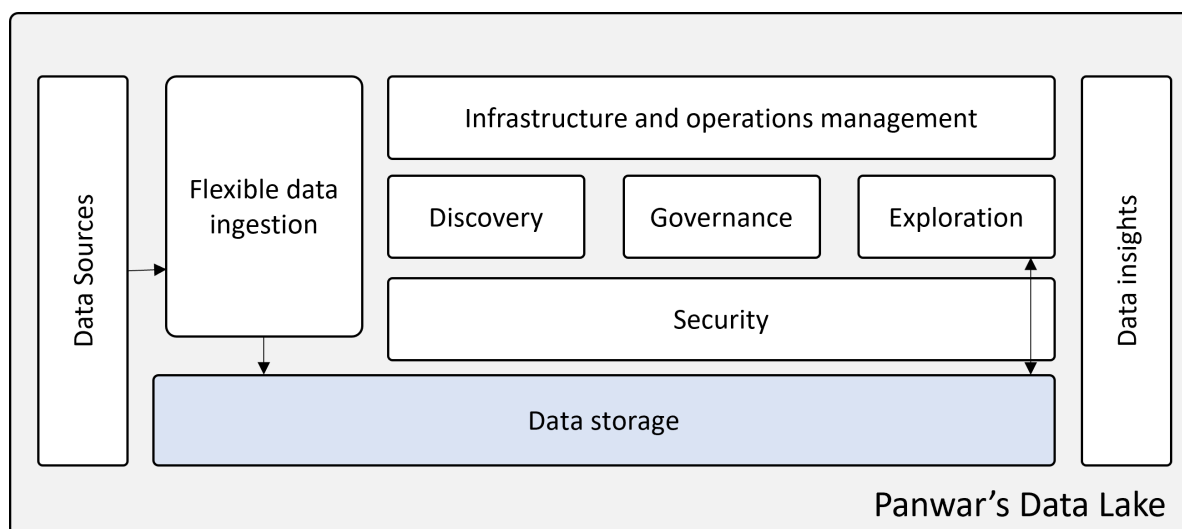 Data Sources
Flexible data
ingestion
Infrastructure and operations management
Discovery
Governance
Exploration
Security
Data storage
Data insights
Panwar’s Data Lake